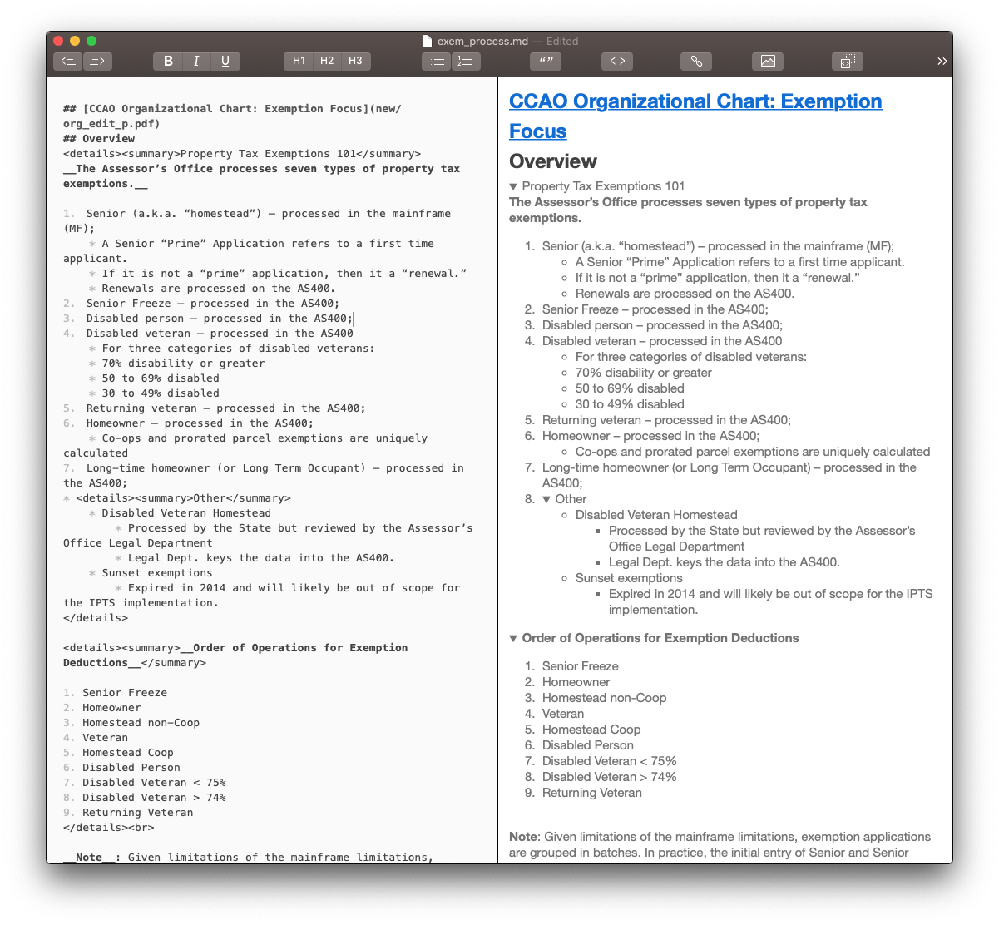 exem_process.md — Edited
B I U H1 H2 H3 “” <>
## [CCAO Organizational Chart: Exemption Focus](new/
org_edit_p.pdf)
## Overview
<details><summary>Property Tax Exemptions 101</summary>
__The Assessor’s Office processes seven types of property tax
exemptions.__
1. Senior (a.k.a. “homestead”) – processed in the mainframe
(MF);
* A Senior “Prime” Application refers to a first time
applicant.
* If it is not a “prime” application, then it a “renewal.”
* Renewals are processed on the AS400.
2. Senior Freeze – processed in the AS400;
3. Disabled person – processed in the AS400;
4. Disabled veteran – processed in the AS400
* For three categories of disabled veterans:
* 70% disability or greater
* 50 to 69% disabled
* 30 to 49% disabled
5. Returning veteran – processed in the AS400;
6. Homeowner – processed in the AS400;
* Co-ops and prorated parcel exemptions are uniquely
calculated
7. Long-time homeowner (or Long Term Occupant) – processed in
the AS400;
* <details><summary>Other</summary>
* Disabled Veteran Homestead
* Processed by the State but reviewed by the Assessor’s
Office Legal Department
* Legal Dept. keys the data into the AS400.
* Sunset exemptions
* Expired in 2014 and will likely be out of scope for
the IPTS implementation.
</details>
<details><summary>__Order of Operations for Exemption
Deductions__</summary>
1. Senior Freeze
2. Homeowner
3. Homestead non-Coop
4. Veteran
5. Homestead Coop
6. Disabled Person
7. Disabled Veteran < 75%
8. Disabled Veteran > 74%
9. Returning Veteran
</details><br>
__Note__: Given limitations of the mainframe limitations,
CCAO Organizational Chart: Exemption
Focus
Overview
▼ Property Tax Exemptions 101
The Assessor’s Office processes seven types of property tax
exemptions.
1. Senior (a.k.a. “homestead”) – processed in the mainframe (MF);
A Senior “Prime” Application refers to a first time applicant.
If it is not a “prime” application, then it a “renewal.”
Renewals are processed on the AS400.
2. Senior Freeze – processed in the AS400;
3. Disabled person – processed in the AS400;
4. Disabled veteran – processed in the AS400
For three categories of disabled veterans:
70% disability or greater
50 to 69% disabled
30 to 49% disabled
5. Returning veteran – processed in the AS400;
6. Homeowner – processed in the AS400;
Co-ops and prorated parcel exemptions are uniquely calculated
7. Long-time homeowner (or Long Term Occupant) – processed in the
AS400;
8. ▼ Other
Disabled Veteran Homestead
Processed by the State but reviewed by the Assessor’s
Office Legal Department
Legal Dept. keys the data into the AS400.
Sunset exemptions
Expired in 2014 and will likely be out of scope for the IPTS
implementation.
▼ Order of Operations for Exemption Deductions
1. Senior Freeze
2. Homeowner
3. Homestead non-Coop
4. Veteran
5. Homestead Coop
6. Disabled Person
7. Disabled Veteran < 75%
8. Disabled Veteran > 74%
9. Returning Veteran
Note: Given limitations of the mainframe limitations, exemption applications
are grouped in batches. In practice, the initial entry of Senior and Senior